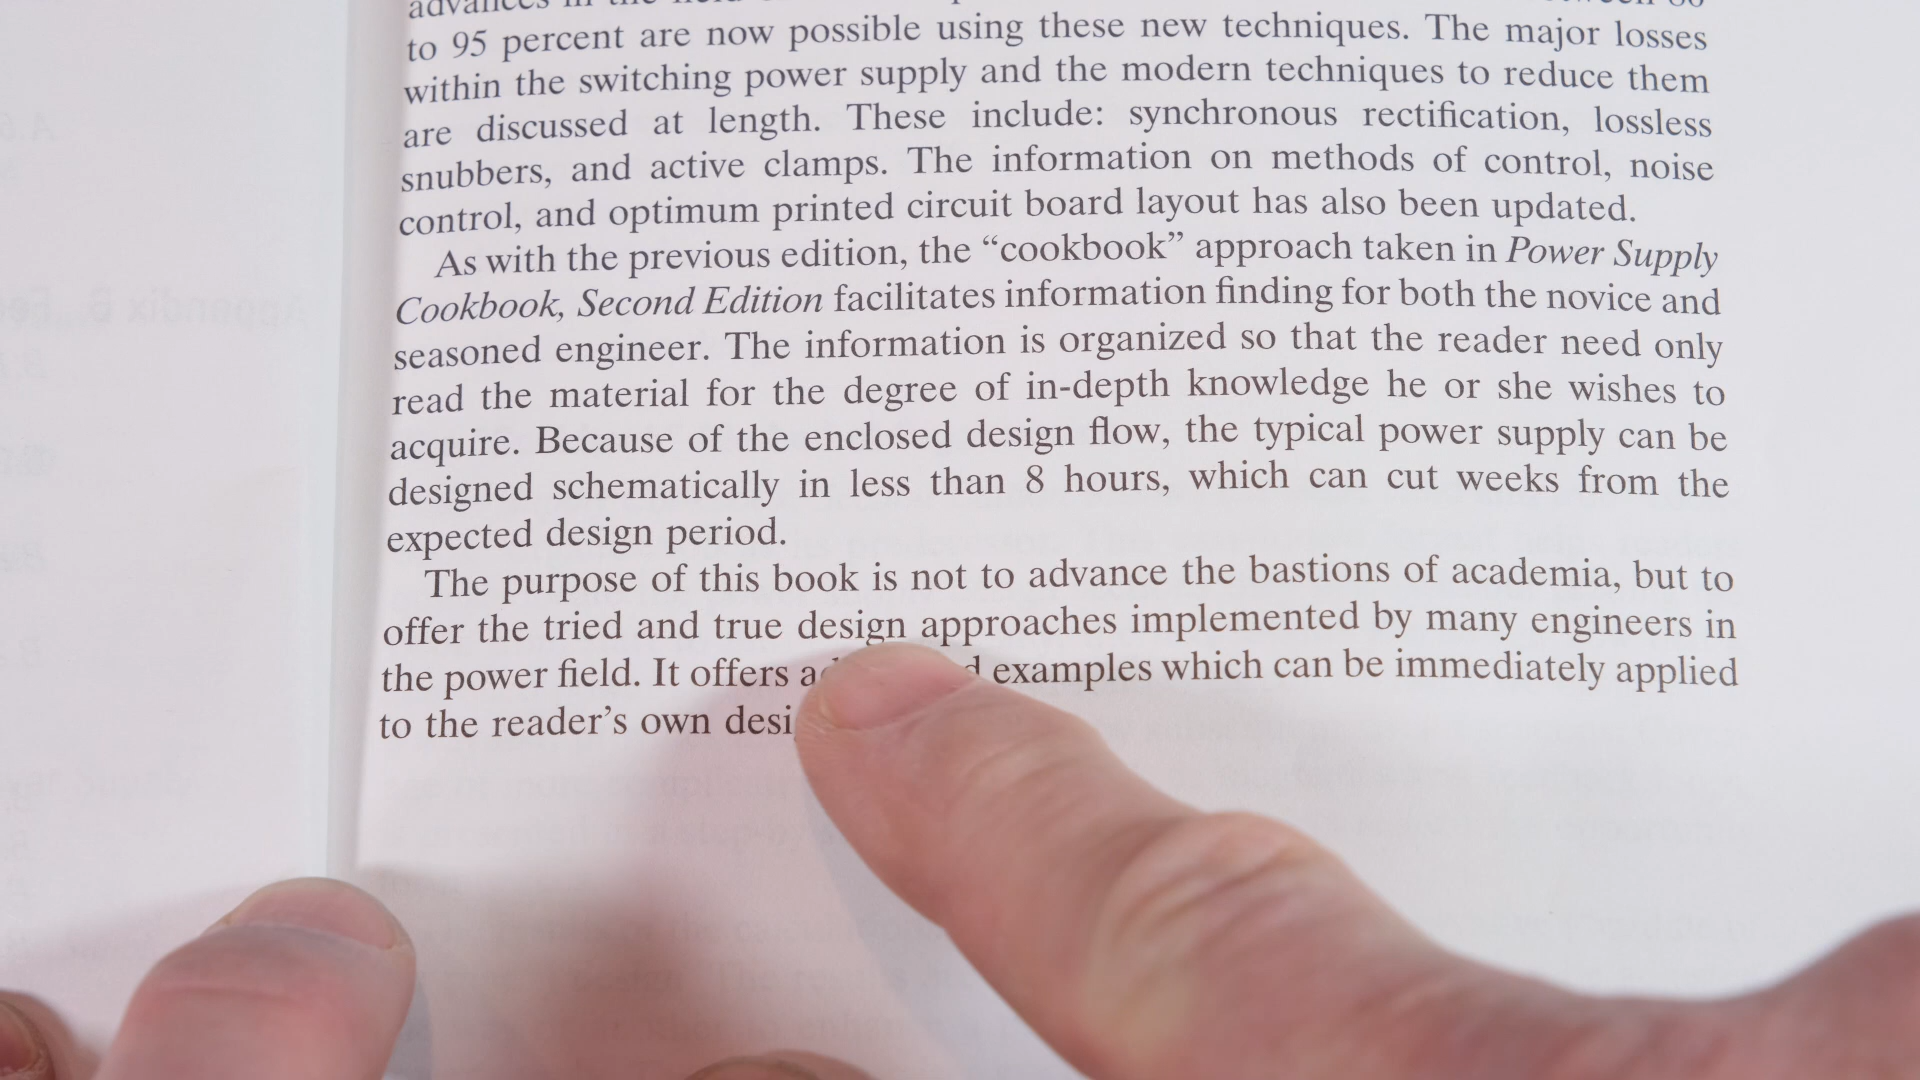 advances in the
to 95 percent are now possible using these new techniques. The major losses
within the switching power supply and the modern techniques to reduce them
are discussed at length. These include: synchronous rectification, lossless
snubbers, and active clamps. The information on methods of control, noise
control, and optimum printed circuit board layout has also been updated.
As with the previous edition, the “cookbook” approach taken in Power Supply
Cookbook, Second Edition facilitates information finding for both the novice and
seasoned engineer. The information is organized so that the reader need only
read the material for the degree of in-depth knowledge he or she wishes to
acquire. Because of the enclosed design flow, the typical power supply can be
designed schematically in less than 8 hours, which can cut weeks from the
expected design period.
The purpose of this book is not to advance the bastions of academia, but to
offer the tried and true design approaches implemented by many engineers in
the power field. It offers examples which can be immediately applied
to the reader’s own